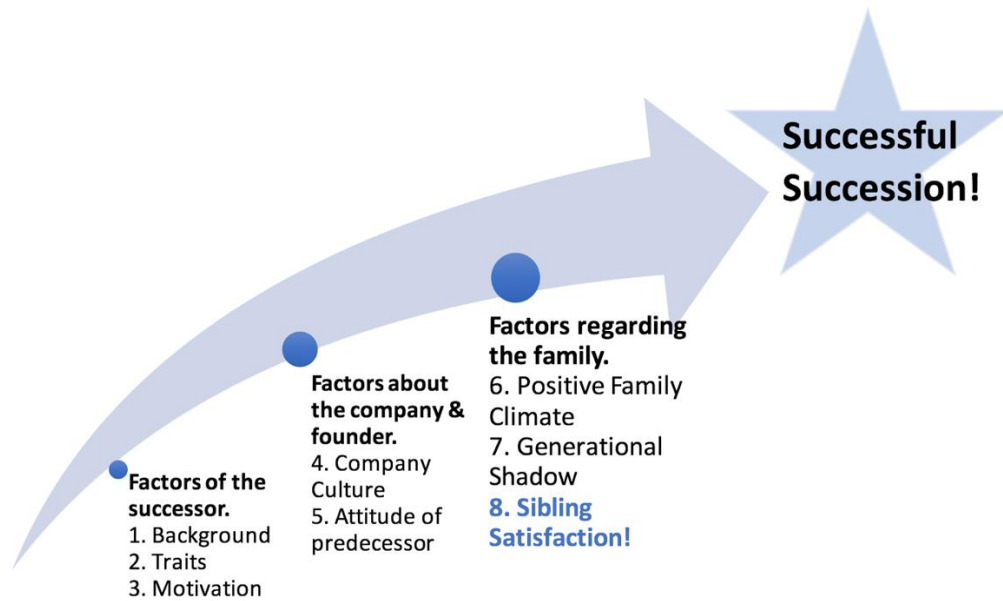 Successful
Succession!
Factors regarding
the family.
6. Positive Family
Climate
7. Generational
Shadow
8. Sibling
Satisfaction!
Factors about
the company &
founder.
4. Company
Culture
5. Attitude of
predecessor
Factors of the
successor.
1. Background
2. Traits
3. Motivation